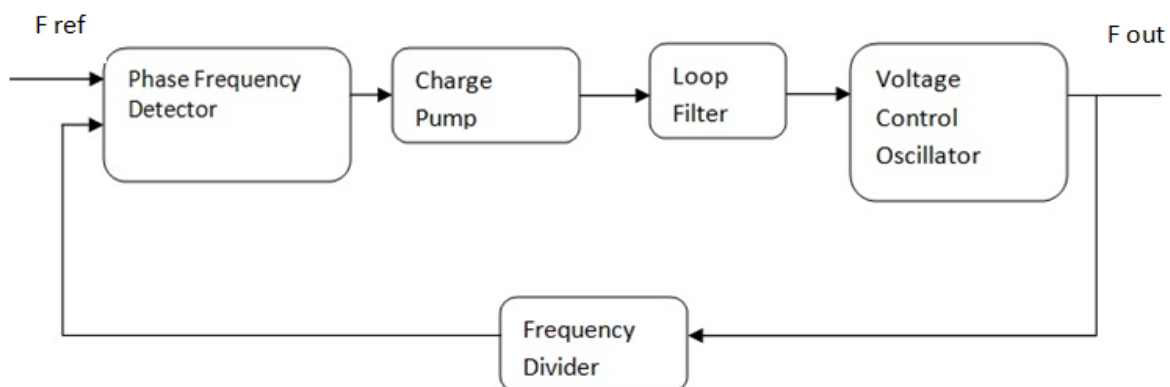 F ref
F out
Phase Frequency
Detector
Charge
Pump
Loop
Filter
Voltage
Control
Oscillator
Frequency
Divider